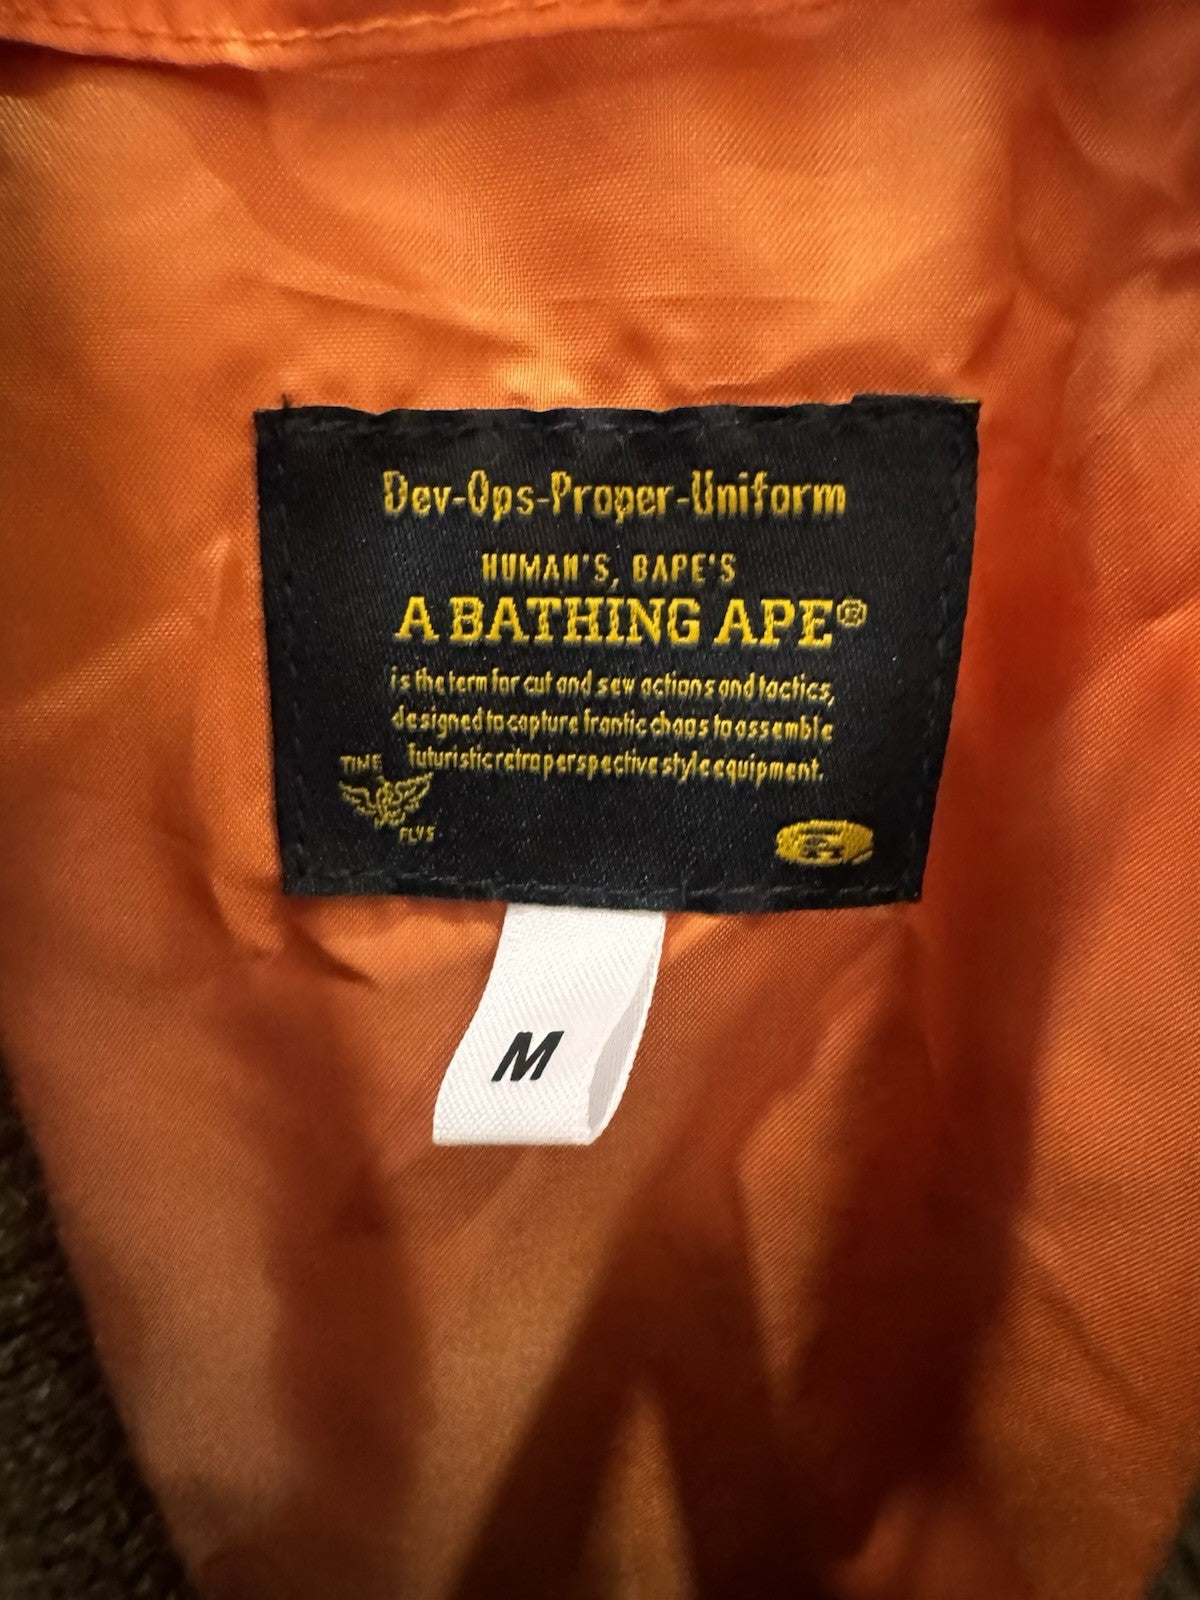 Dev-Ops-Proper-Uniform
HUMAN'S, BAPE'S
A BATHING APE®
is the term for cut and sew actions and tactics,
designed to capture frantic chaos to assemble
futuristic retro perspective style equipment.
TIME
FLYS
M